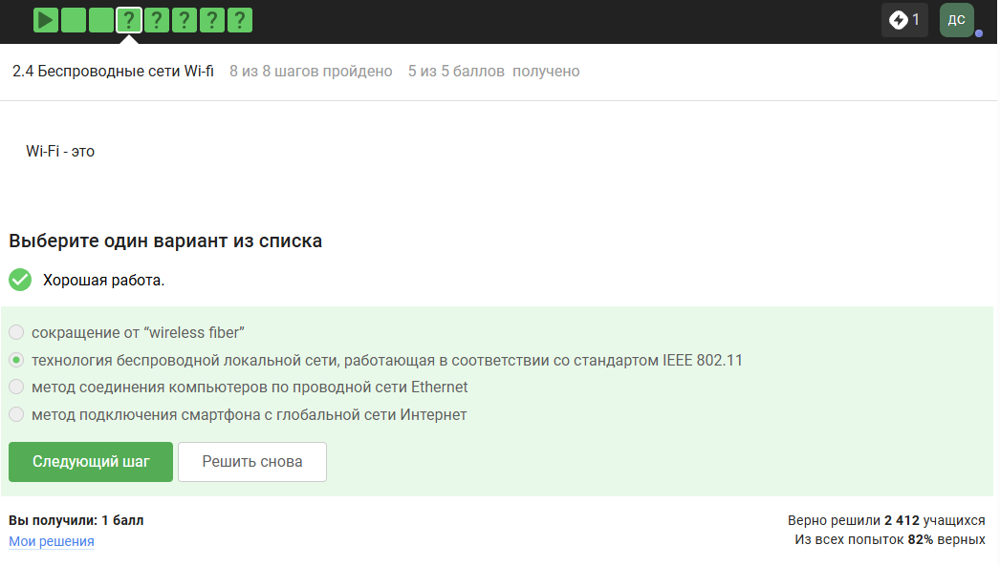 ? ? ? ? ?
1
ДС
2.4 Беспроводные сети Wi-fi 8 из 8 шагов пройдено 5 из 5 баллов получено
Wi-Fi - это
Выберите один вариант из списка
Хорошая работа.
сокращение от “wireless fiber”
технология беспроводной локальной сети, работающая в соответствии со стандартом IEEE 802.11
метод соединения компьютеров по проводной сети Ethernet
метод подключения смартфона с глобальной сети Интернет
Следующий шаг Решить снова
Вы получили: 1 балл
Мои решения
Верно решили 2 412 учащихся
Из всех попыток 82% верных